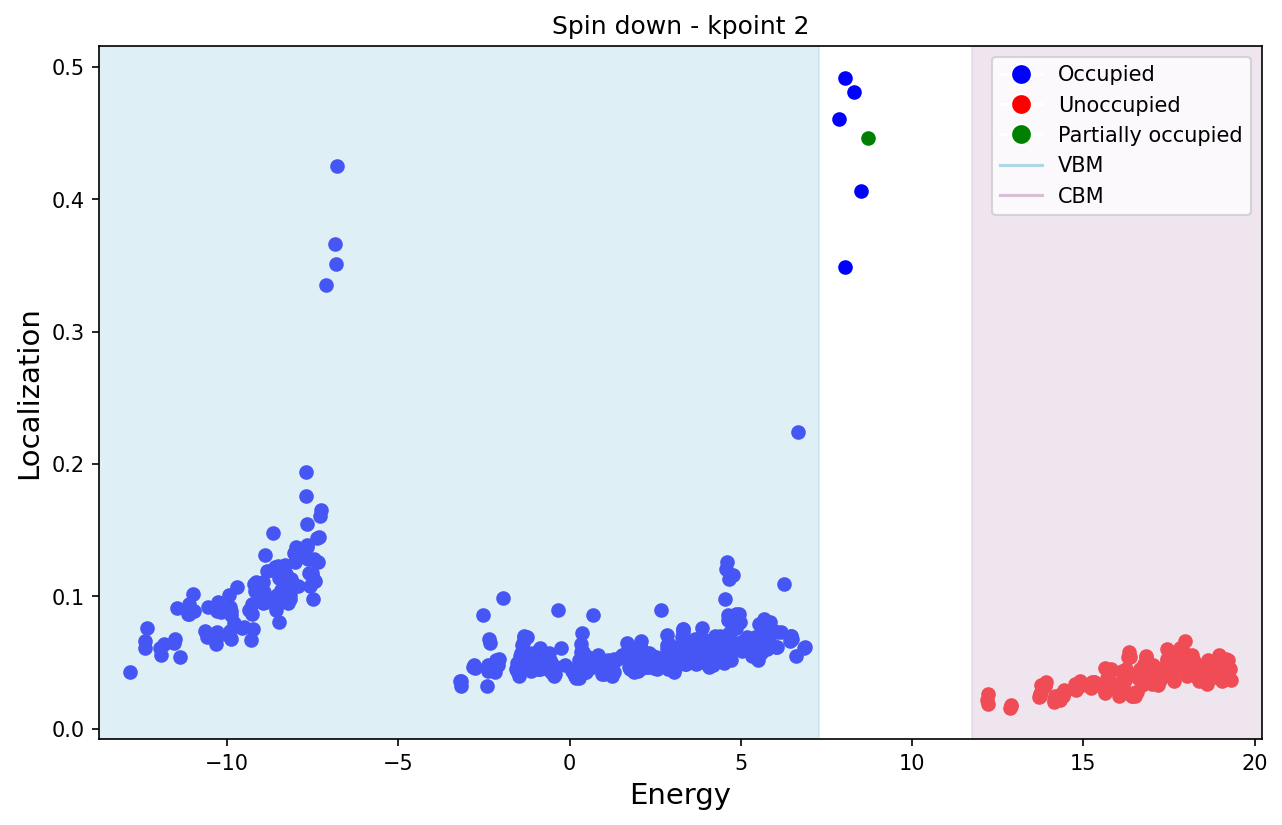 Spin down - kpoint 2
0.5
0.4
0.3
0.2
0.1
0.0
Localization
Occupied
Unoccupied
Partially occupied
VBM
CBM
−10
−5
0
5
10
15
20
Energy